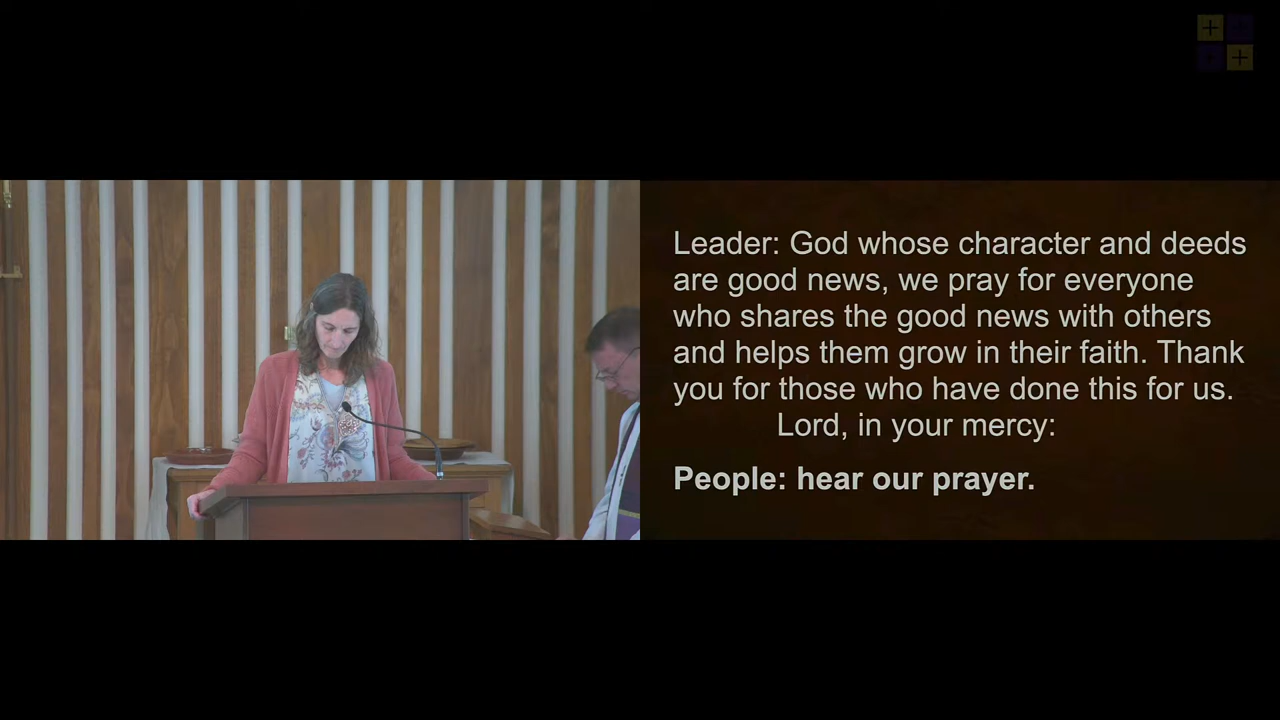 Leader: God whose character and deeds
are good news, we pray for everyone
who shares the good news with others
and helps them grow in their faith. Thank
you for those who have done this for us.
Lord, in your mercy:
People: hear our prayer.